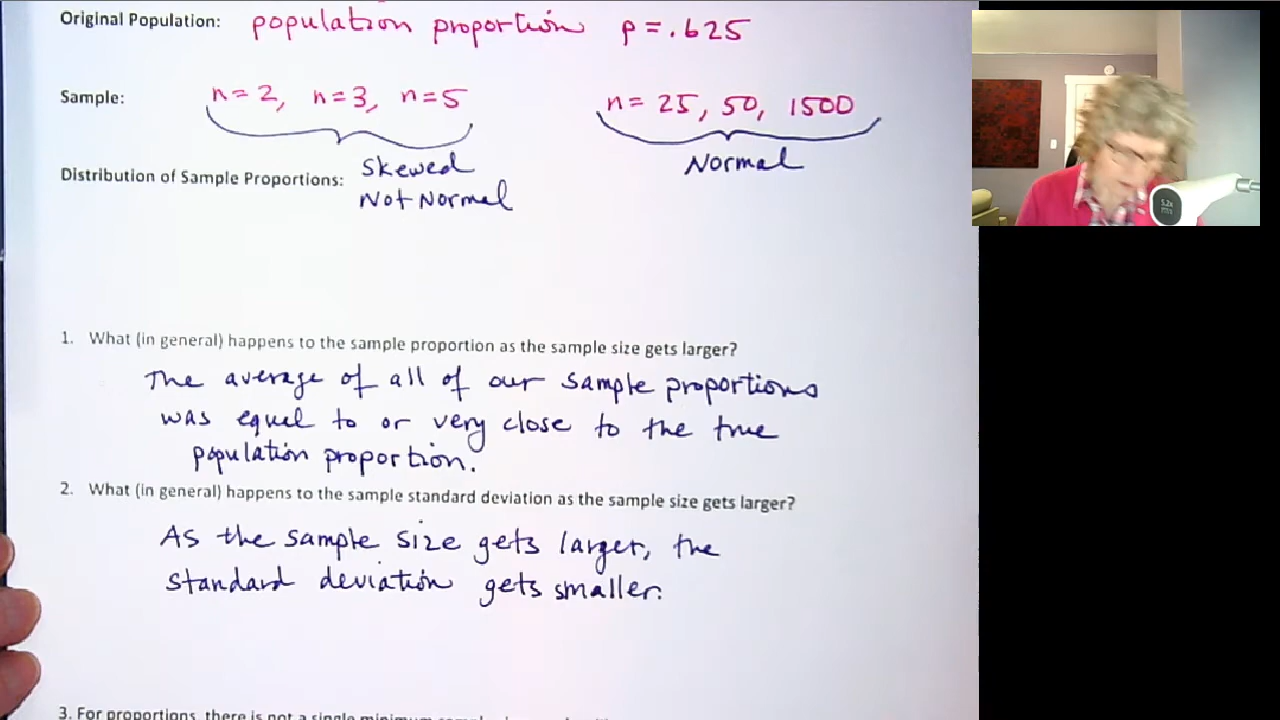 Original Population: population proportion p = .625
Sample: n = 2, n = 3, n = 5 n = 25, 50, 1500
Skewed Normal
Distribution of Sample Proportions:
Not Normal
1. What (in general) happens to the sample proportion as the sample size gets larger?
The average of all of our sample proportions
was equal to or very close to the true
population proportion.
2. What (in general) happens to the sample standard deviation as the sample size gets larger?
As the sample size gets larger, the
standard deviation gets smaller.
3. For proportions, there is not a single minimum